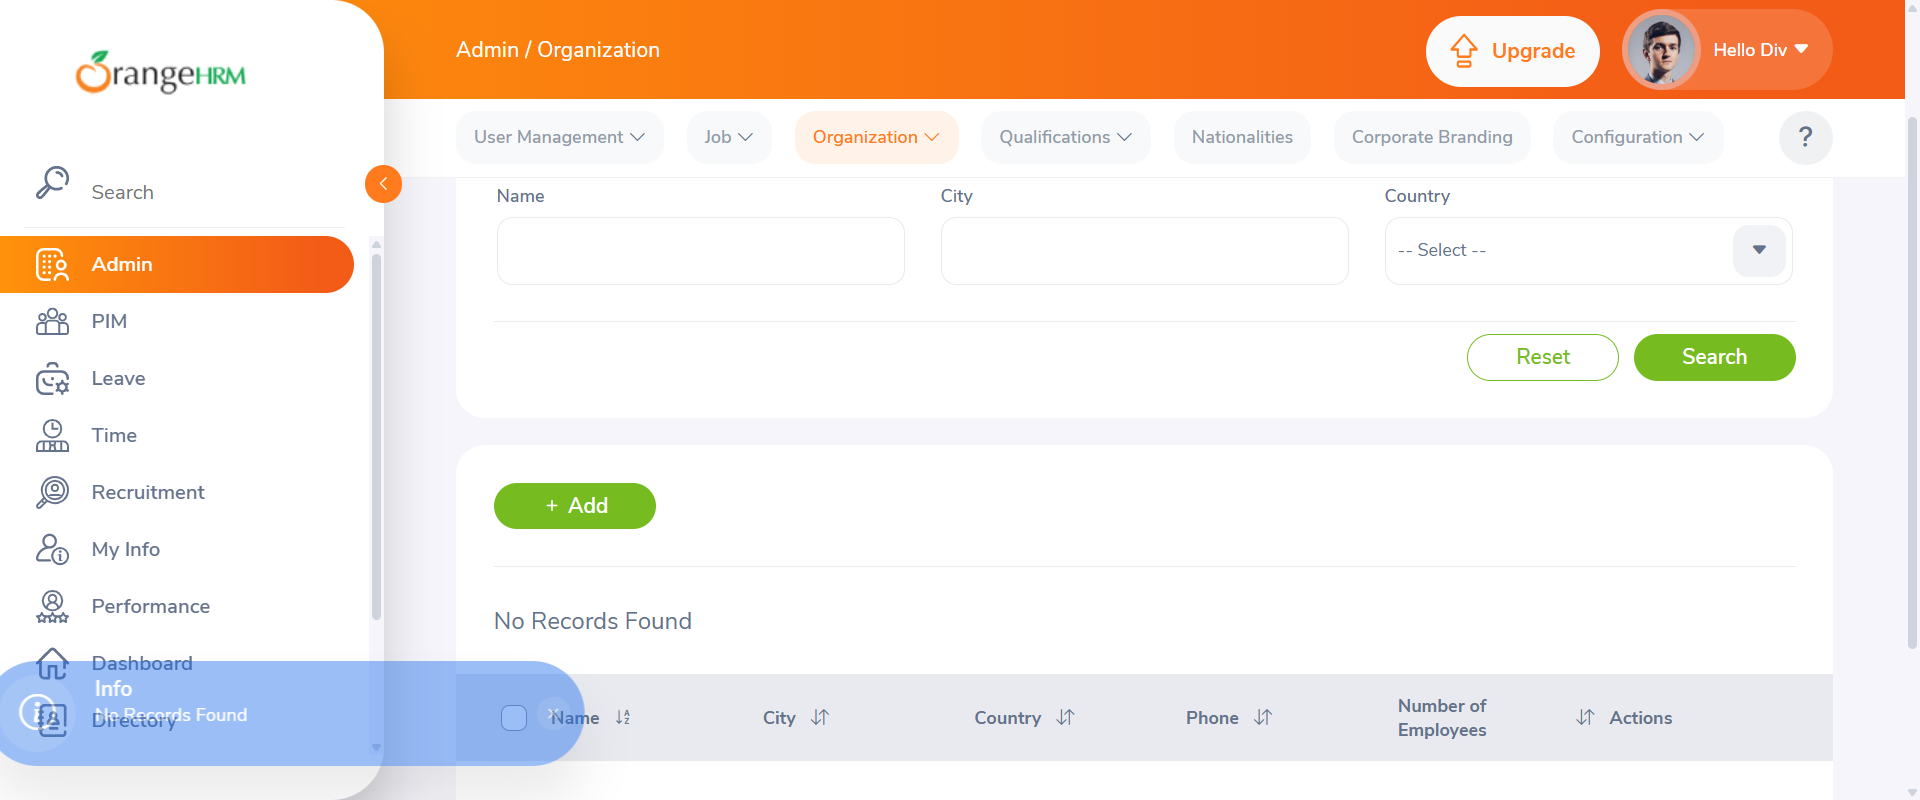 OrangeHRM
Admin / Organization
Upgrade
Hello Div
User Management
Job
Organization
Qualifications
Nationalities
Corporate Branding
Configuration
?
Search
Admin
PIM
Leave
Time
Recruitment
My Info
Performance
Dashboard
Directory
Name
City
Country
-- Select --
Reset
Search
+ Add
No Records Found
Name
City
Country
Phone
Number of
Employees
Actions
Info
No Records Found